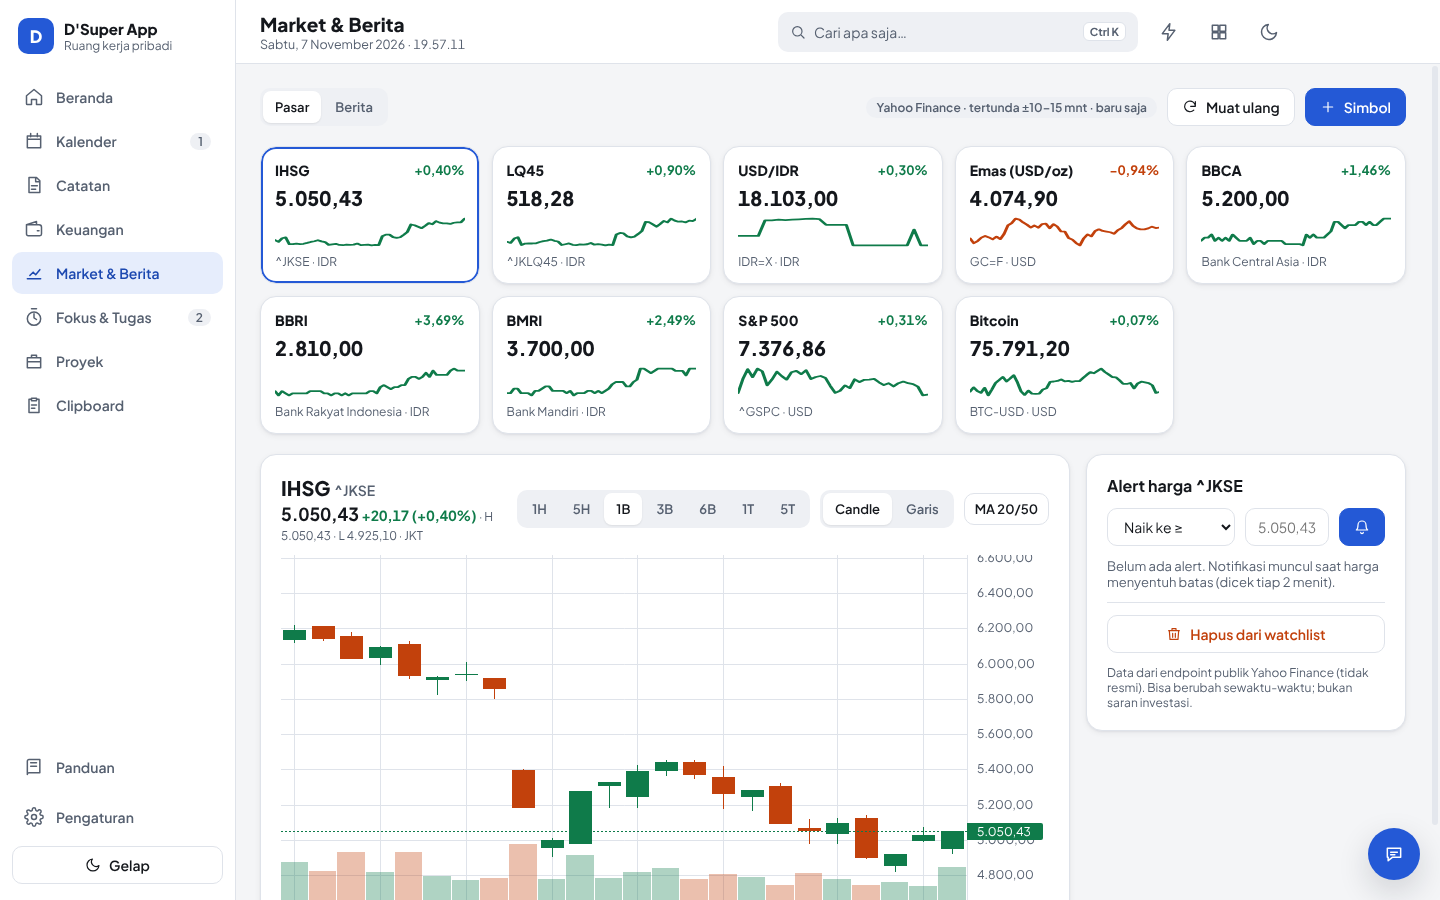 D
D'Super App
Ruang kerja pribadi
Beranda
Kalender 1
Catatan
Keuangan
Market & Berita
Fokus & Tugas 2
Proyek
Clipboard
Panduan
Pengaturan
Gelap
Market & Berita
Sabtu, 7 November 2026 · 19.57.11
Cari apa saja… Ctrl K
Pasar Berita
Yahoo Finance · tertunda ±10–15 mnt · baru saja
Muat ulang
Simbol
IHSG +0,40%
5.050,43
^JKSE · IDR
LQ45 +0,90%
518,28
^JKLQ45 · IDR
USD/IDR +0,30%
18.103,00
IDR=X · IDR
Emas (USD/oz) −0,94%
4.074,90
GC=F · USD
BBCA +1,46%
5.200,00
Bank Central Asia · IDR
BBRI +3,69%
2.810,00
Bank Rakyat Indonesia · IDR
BMRI +2,49%
3.700,00
Bank Mandiri · IDR
S&P 500 +0,31%
7.376,86
^GSPC · USD
Bitcoin +0,07%
75.791,20
BTC-USD · USD
IHSG ^JKSE
5.050,43 +20,17 (+0,40%) · H
5.050,43 · L 4.925,10 · JKT
1H 5H 1B 3B 6B 1T 5T
Candle Garis
MA 20/50
6.600,00
6.400,00
6.200,00
6.000,00
5.800,00
5.600,00
5.400,00
5.200,00
5.050,43
5.000,00
4.800,00
Alert harga ^JKSE
Naik ke ≥ 5.050,43
Belum ada alert. Notifikasi muncul saat harga
menyentuh batas (dicek tiap 2 menit).
Hapus dari watchlist
Data dari endpoint publik Yahoo Finance (tidak
resmi). Bisa berubah sewaktu-waktu; bukan
saran investasi.